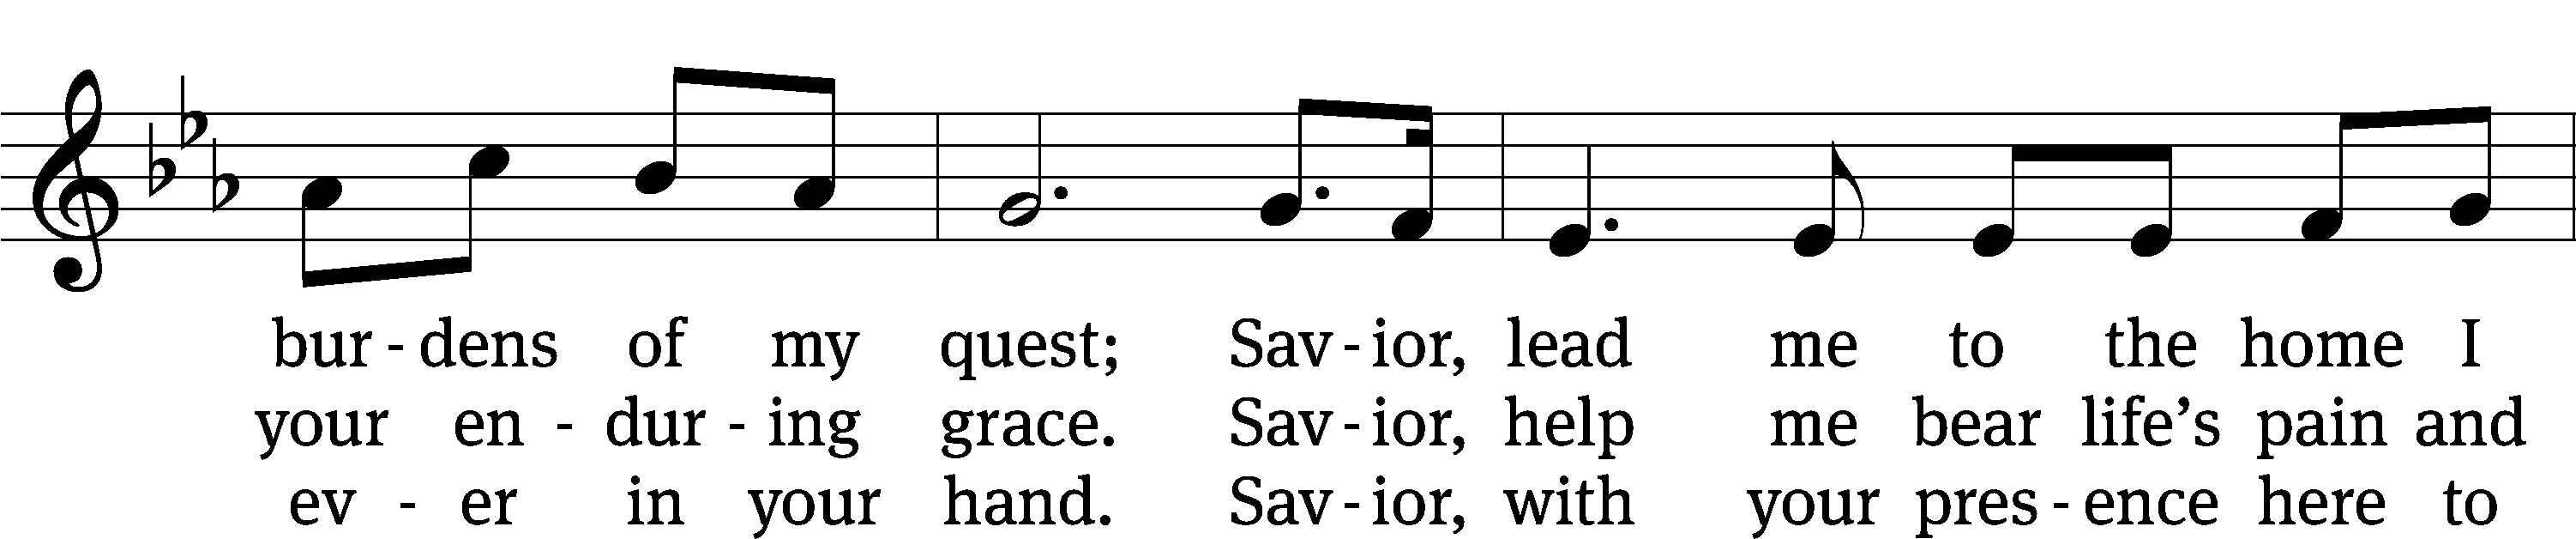 bur - dens of my quest; Sav - ior, lead me to the home I
your en - dur - ing grace. Sav - ior, help me bear life’s pain and
ev - er in your hand. Sav - ior, with your pres - ence here to